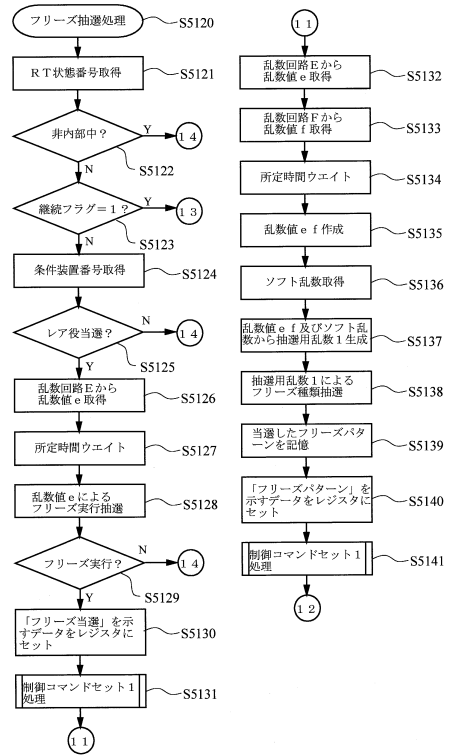 フリーズ抽選処理
S5120
RT状態番号取得
S5121
非内部中？
Y
14
S5122
N
継続フラグ＝1？
Y
13
S5123
N
条件装置番号取得
S5124
レア役当選？
N
14
S5125
Y
乱数回路Eから
乱数値e取得
S5126
所定時間ウエイト
S5127
乱数値eによる
フリーズ実行抽選
S5128
フリーズ実行？
N
14
S5129
Y
「フリーズ当選」を示
すデータをレジスタに
セット
S5130
制御コマンドセット1
処理
S5131
11
11
乱数回路Eから
乱数値e取得
S5132
乱数回路Fから
乱数値f取得
S5133
所定時間ウエイト
S5134
乱数値ef作成
S5135
ソフト乱数取得
S5136
乱数値ef及びソフト乱
数から抽選用乱数1生成
S5137
抽選用乱数1による
フリーズ種類抽選
S5138
当選したフリーズパタ
ーンを記憶
S5139
「フリーズパターン」を
示すデータをレジスタに
セット
S5140
制御コマンドセット1
処理
S5141
12